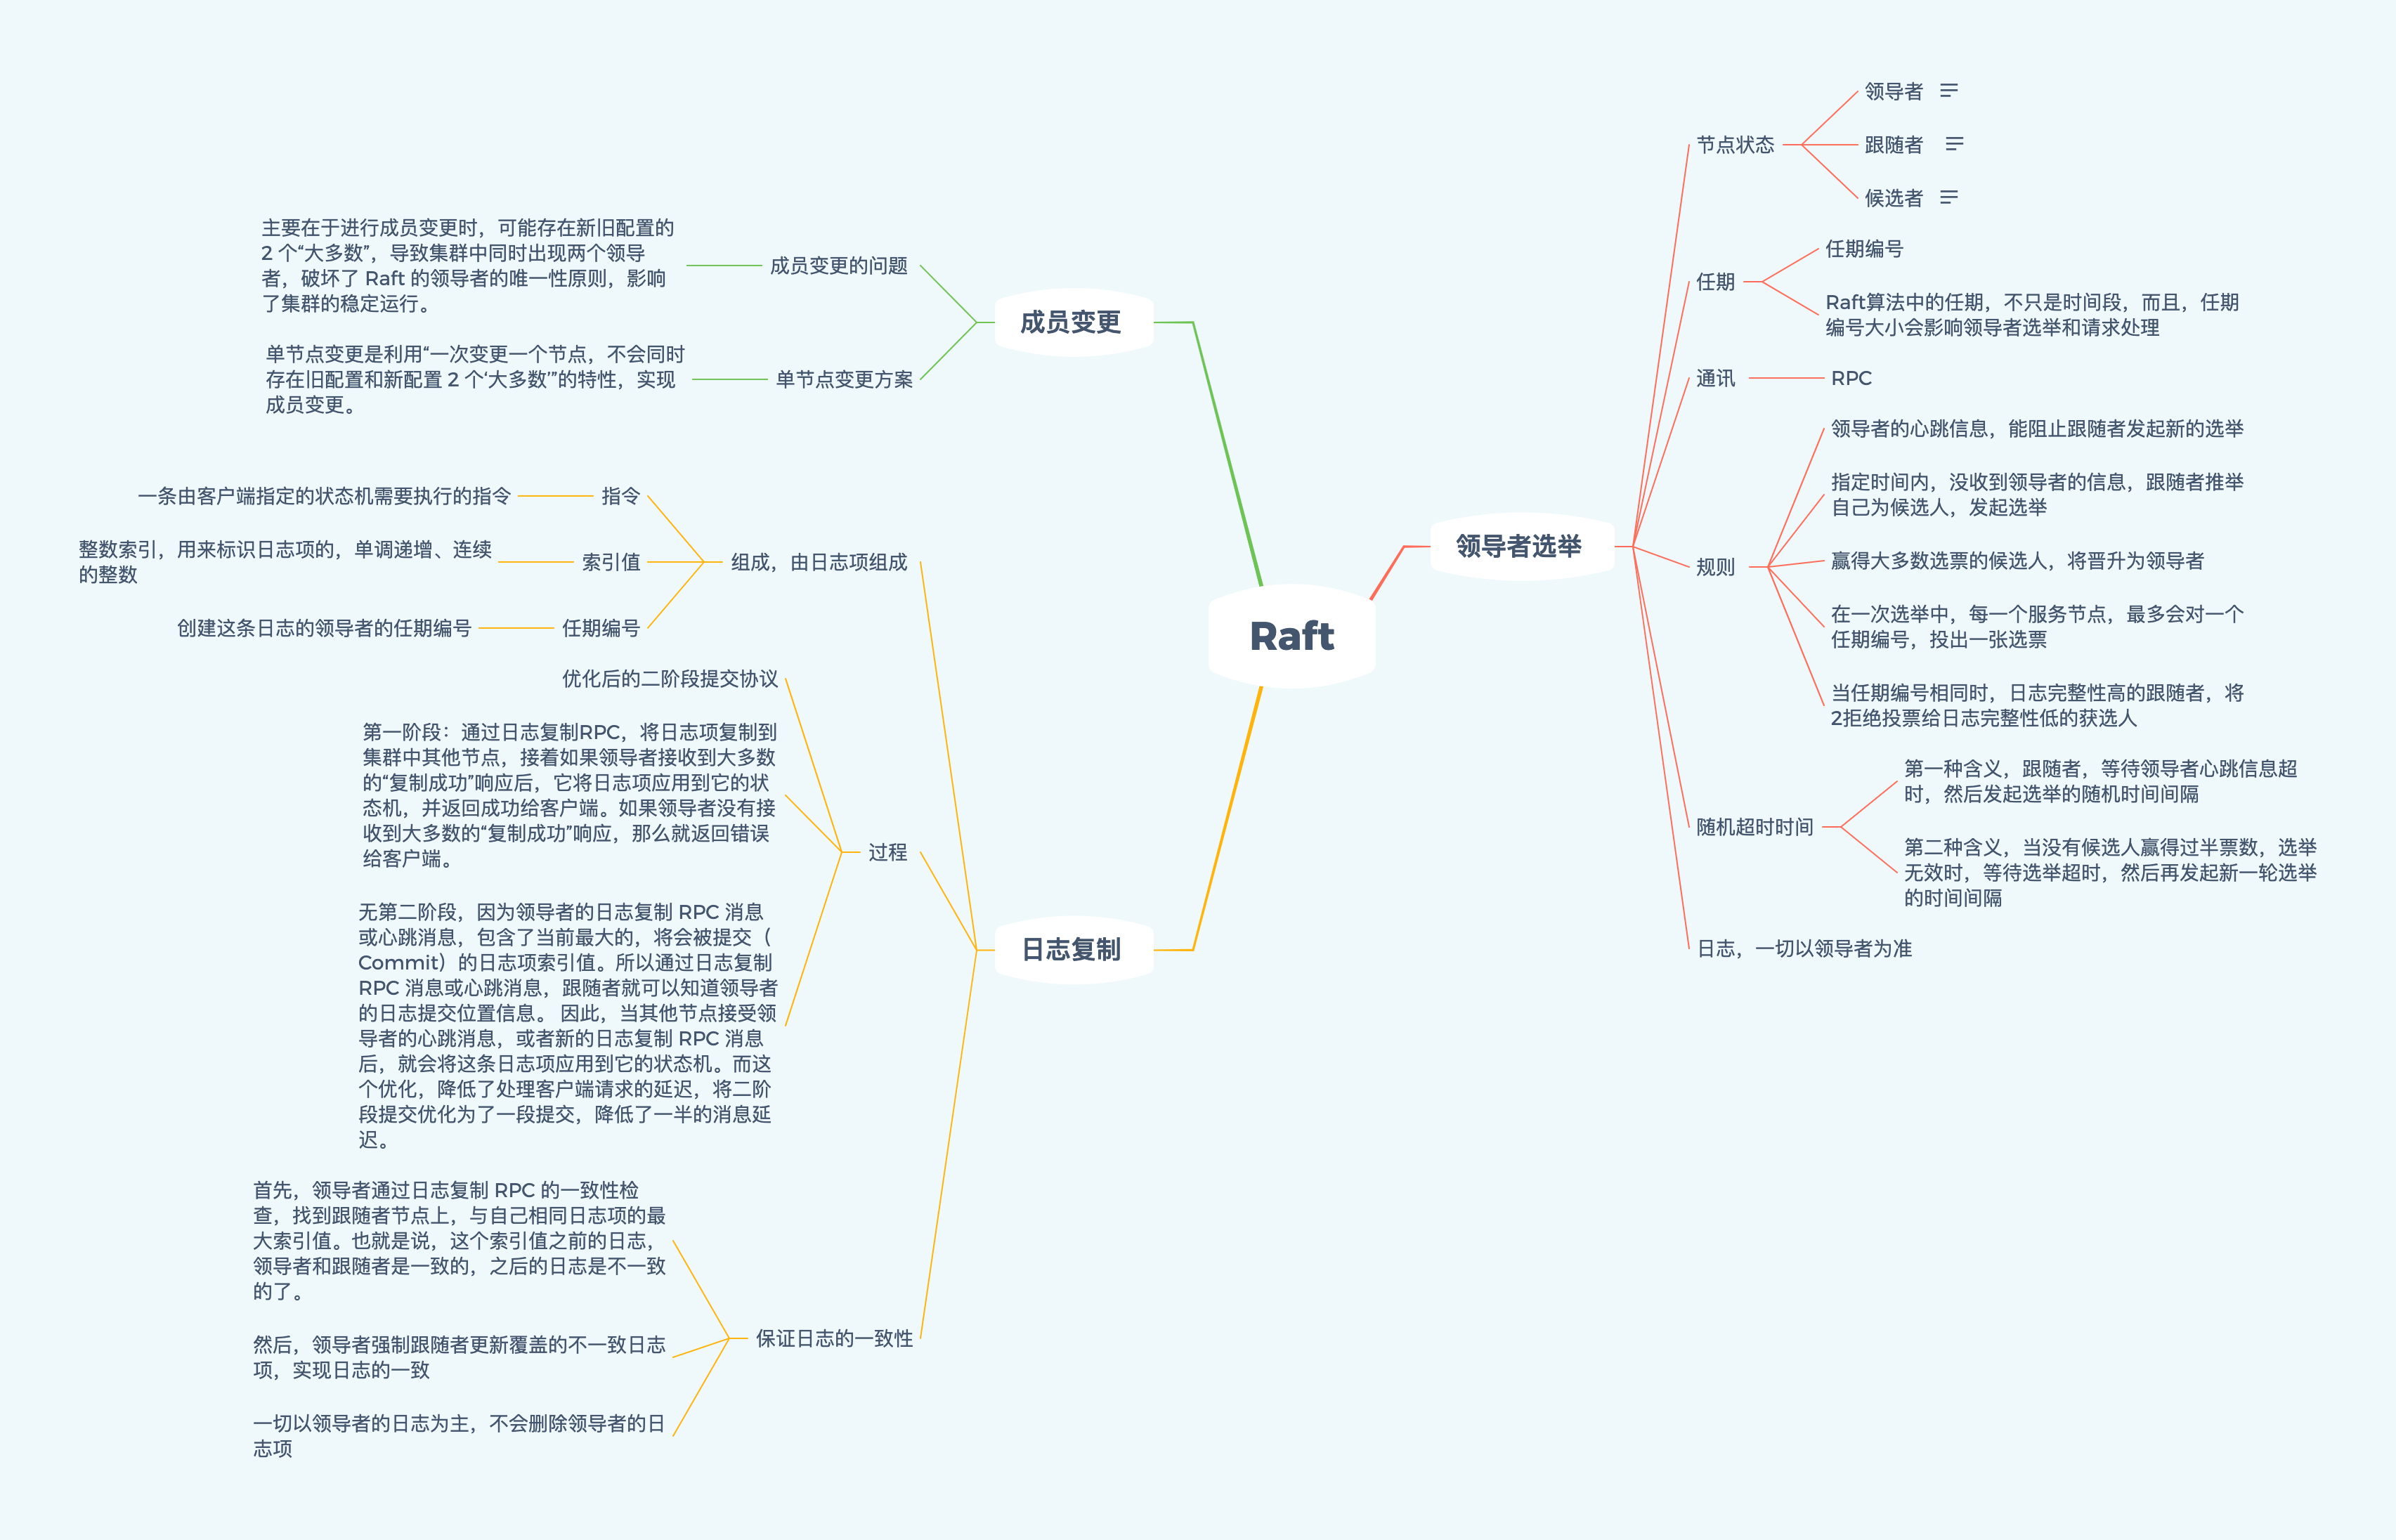 Raft
领导者选举
节点状态
领导者
跟随者
候选者
任期
任期编号
Raft算法中的任期，不只是时间段，而且，任期
编号大小会影响领导者选举和请求处理
通讯
RPC
规则
领导者的心跳信息，能阻止跟随者发起新的选举
指定时间内，没收到领导者的信息，跟随者推举
自己为候选人，发起选举
赢得大多数选票的候选人，将晋升为领导者
在一次选举中，每一个服务节点，最多会对一个
任期编号，投出一张选票
当任期编号相同时，日志完整性高的跟随者，将
2拒绝投票给日志完整性低的获选人
随机超时时间
第一种含义，跟随者，等待领导者心跳信息超
时，然后发起选举的随机时间间隔
第二种含义，当没有候选人赢得过半票数，选举
无效时，等待选举超时，然后再发起新一轮选举
的时间间隔
日志，一切以领导者为准
成员变更
成员变更的问题
主要在于进行成员变更时，可能存在新旧配置的
2 个“大多数”，导致集群中同时出现两个领导
者，破坏了 Raft 的领导者的唯一性原则，影响
了集群的稳定运行。
单节点变更方案
单节点变更是利用“一次变更一个节点，不会同时
存在旧配置和新配置 2 个‘大多数’”的特性，实现
成员变更。
日志复制
组成，由日志项组成
指令
一条由客户端指定的状态机需要执行的指令
索引值
整数索引，用来标识日志项的，单调递增、连续
的整数
任期编号
创建这条日志的领导者的任期编号
过程
优化后的二阶段提交协议
第一阶段：通过日志复制RPC，将日志项复制到
集群中其他节点，接着如果领导者接收到大多数
的“复制成功”响应后，它将日志项应用到它的状
态机，并返回成功给客户端。如果领导者没有接
收到大多数的“复制成功”响应，那么就返回错误
给客户端。
无第二阶段，因为领导者的日志复制 RPC 消息
或心跳消息，包含了当前最大的，将会被提交（
Commit）的日志项索引值。所以通过日志复制
RPC 消息或心跳消息，跟随者就可以知道领导者
的日志提交位置信息。 因此，当其他节点接受领
导者的心跳消息，或者新的日志复制 RPC 消息
后，就会将这条日志项应用到它的状态机。而这
个优化，降低了处理客户端请求的延迟，将二阶
段提交优化为了一段提交，降低了一半的消息延
迟。
保证日志的一致性
首先，领导者通过日志复制 RPC 的一致性检
查，找到跟随者节点上，与自己相同日志项的最
大索引值。也就是说，这个索引值之前的日志，
领导者和跟随者是一致的，之后的日志是不一致
的了。
然后，领导者强制跟随者更新覆盖的不一致日志
项，实现日志的一致
一切以领导者的日志为主，不会删除领导者的日
志项